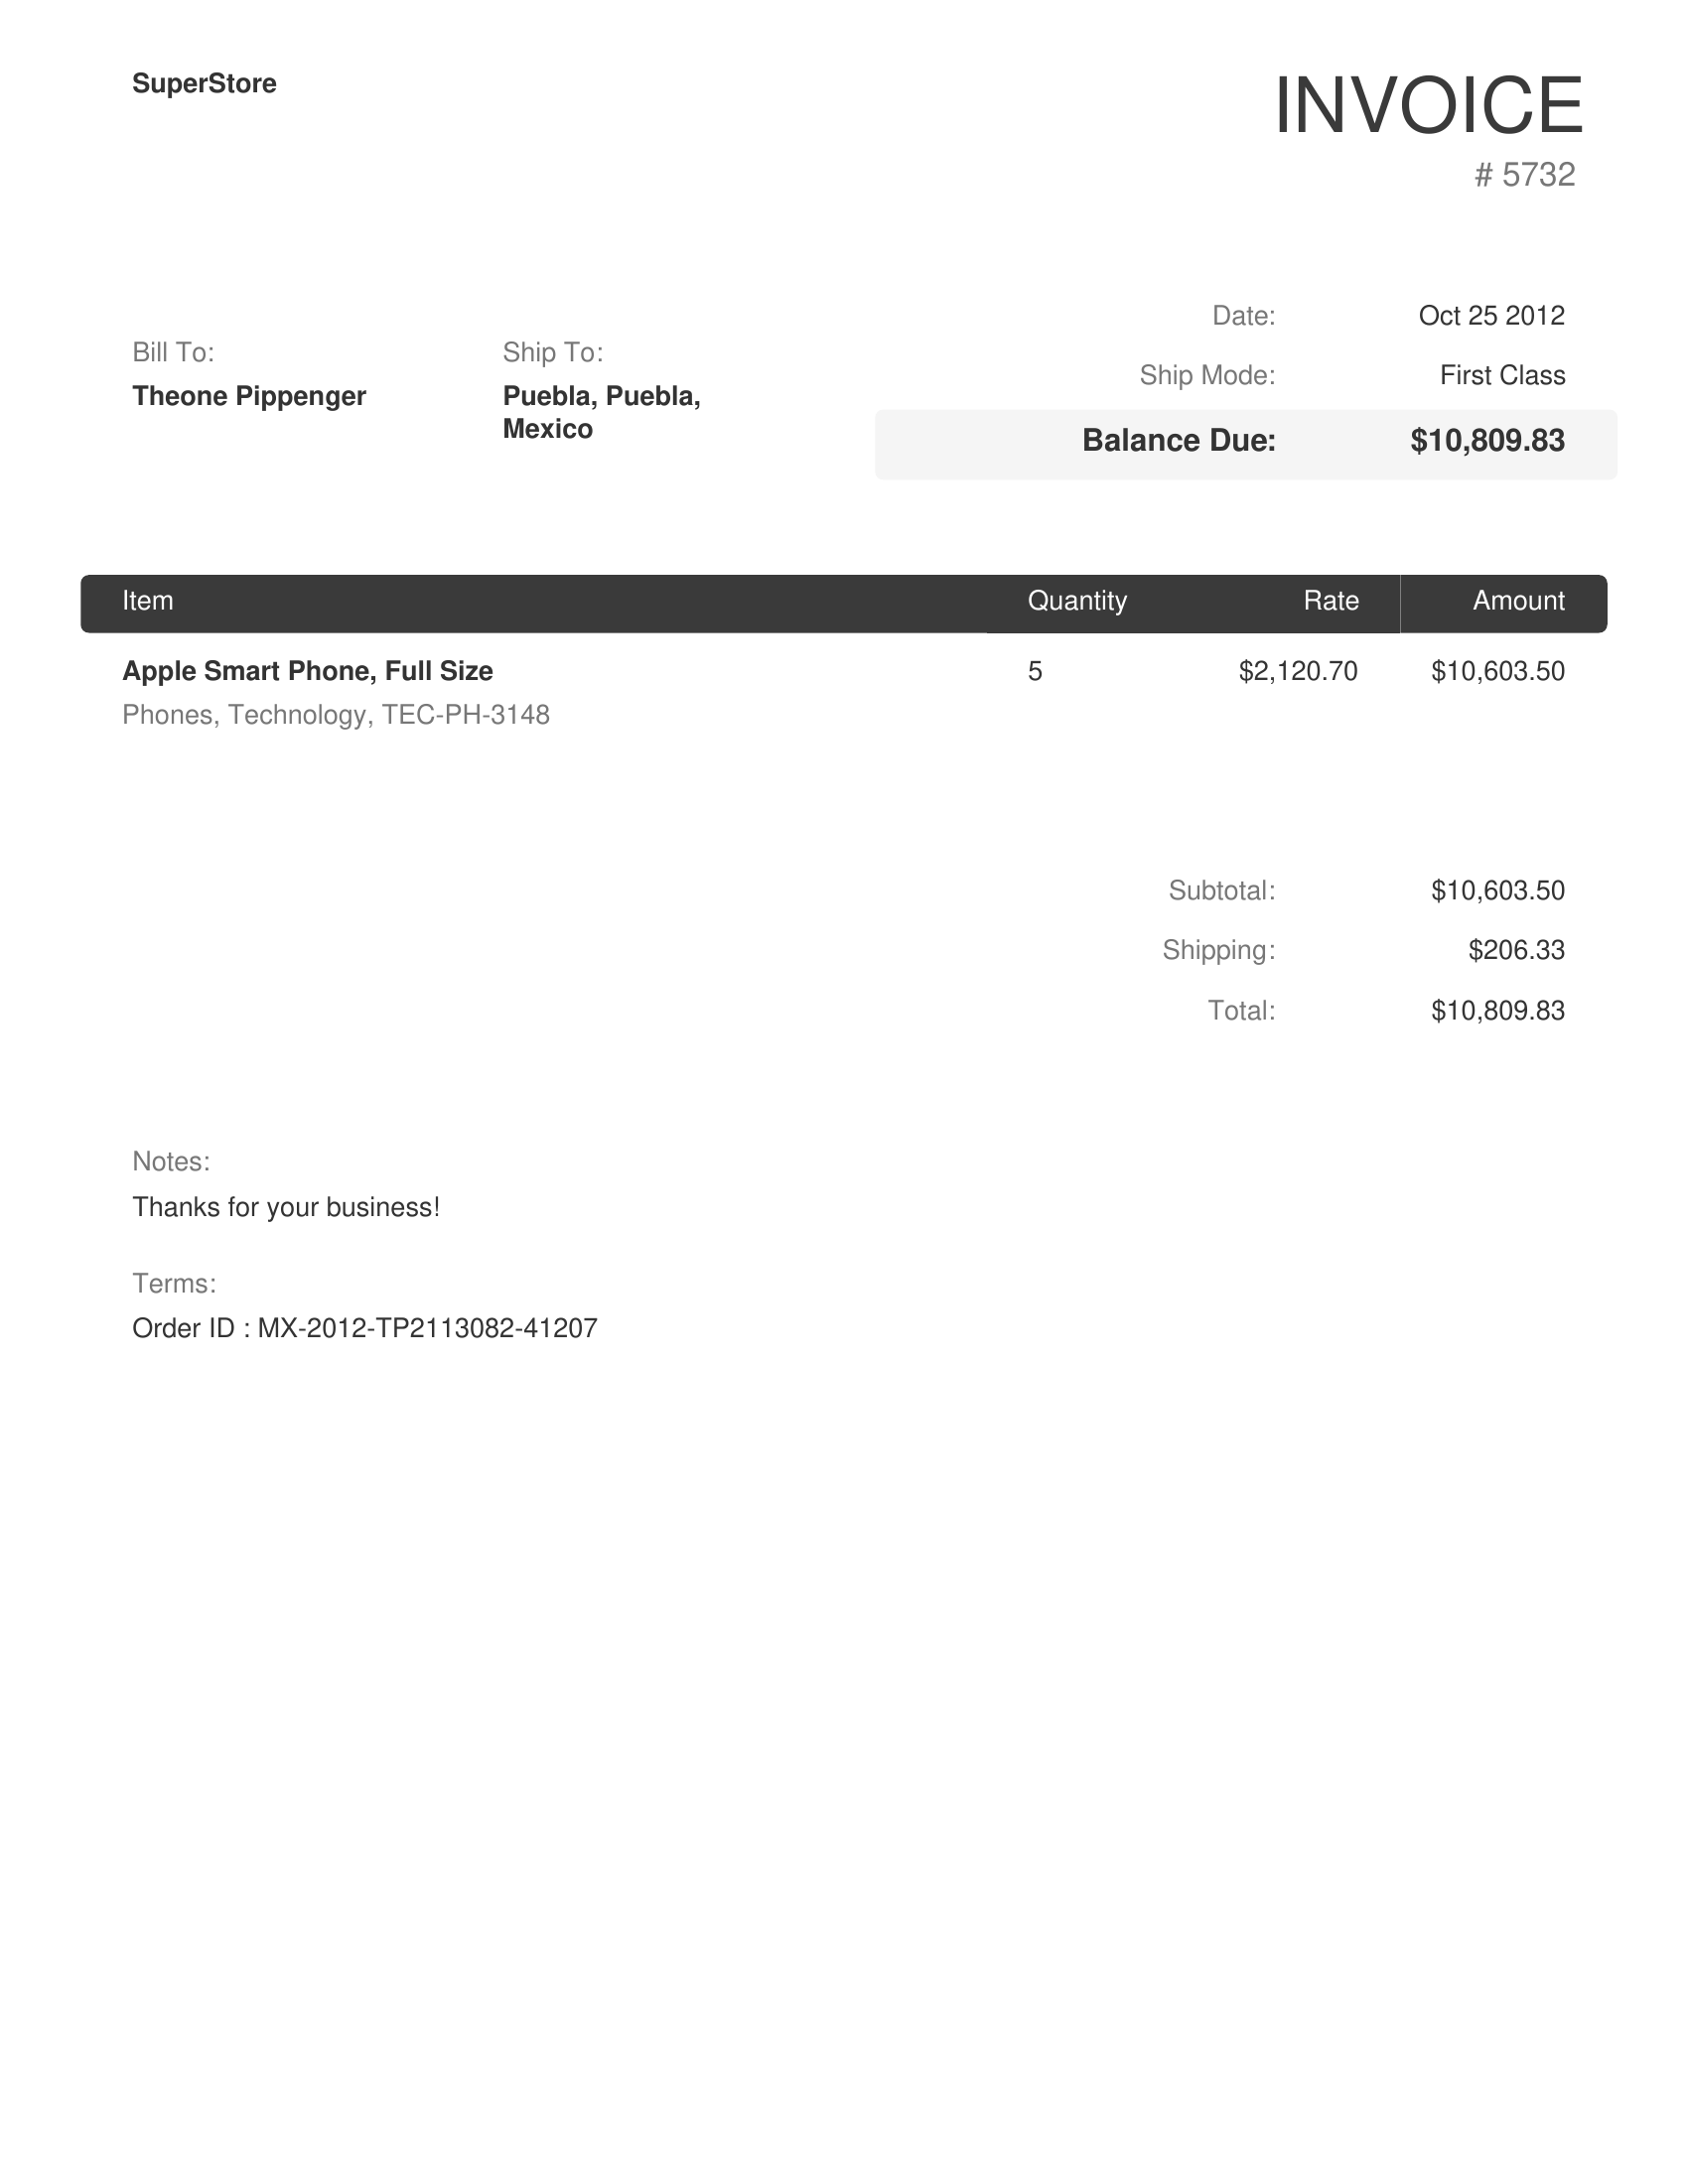 SuperStore
INVOICE
# 5732
Date: Oct 25 2012
Ship Mode: First Class
Balance Due: $10,809.83
Bill To:
Theone Pippenger
Ship To:
Puebla, Puebla,
Mexico
Item Quantity Rate Amount
Apple Smart Phone, Full Size 5 $2,120.70 $10,603.50
Phones, Technology, TEC-PH-3148
Subtotal: $10,603.50
Shipping: $206.33
Total: $10,809.83
Notes:
Thanks for your business!
Terms:
Order ID : MX-2012-TP2113082-41207